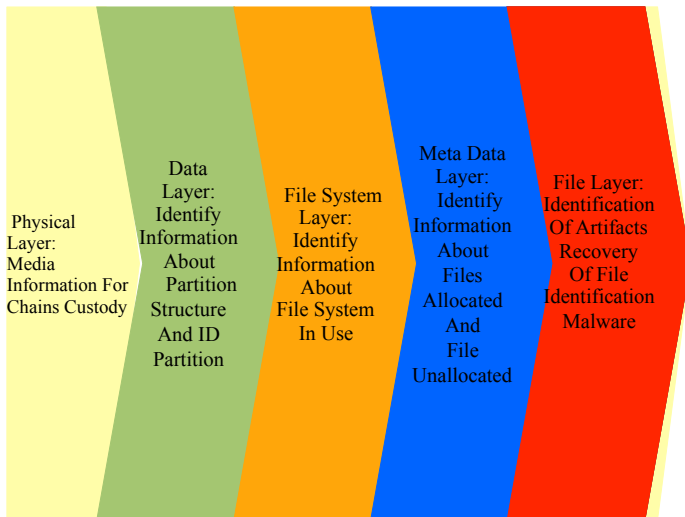 Physical
Layer:
Media
Information For
Chains Custody
Data
Layer:
Identify
Information
About
Partition
Structure
And ID
Partition
File System
Layer:
Identify
Information
About
File System
In Use
Meta Data
Layer:
Identify
Information
About
Files
Allocated
And
File
Unallocated
File Layer:
Identification
Of Artifacts
Recovery
Of File
Identification
Malware